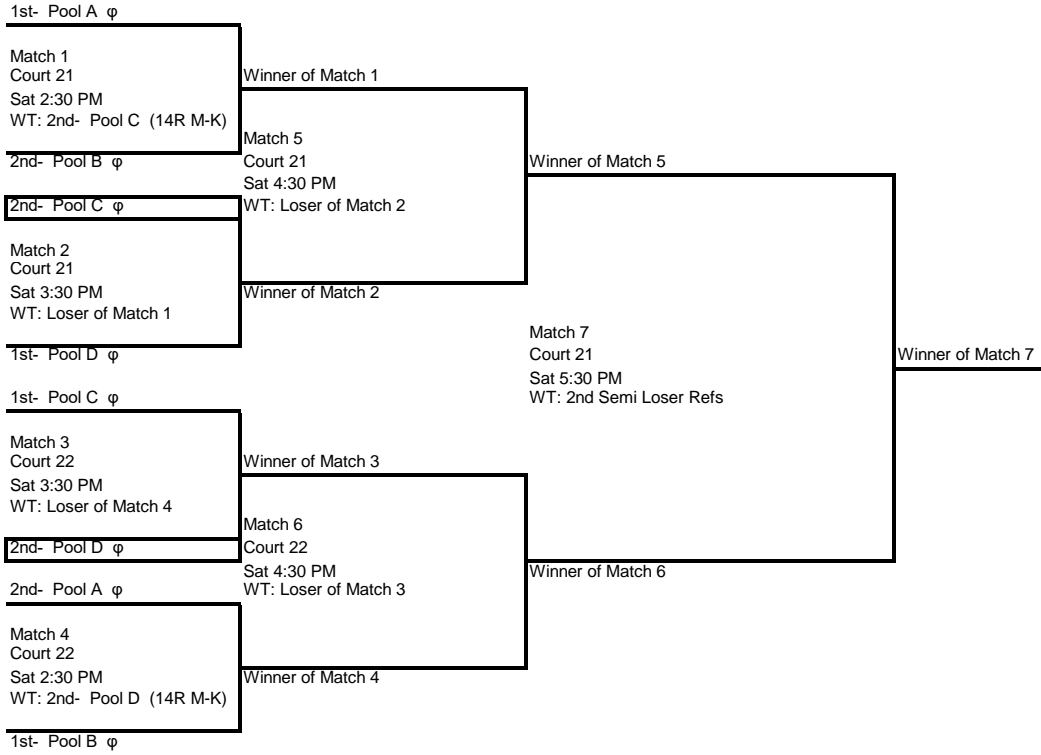 1st- Pool A φ
Match 1
Court 21
Sat 2:30 PM
WT: 2nd- Pool C (14R M-K)
2nd- Pool B φ
2nd- Pool C φ
Match 2
Court 21
Sat 3:30 PM
WT: Loser of Match 1
1st- Pool D φ
1st- Pool C φ
Match 3
Court 22
Sat 3:30 PM
WT: Loser of Match 4
2nd- Pool D φ
2nd- Pool A φ
Match 4
Court 22
Sat 2:30 PM
WT: 2nd- Pool D (14R M-K)
1st- Pool B φ
Winner of Match 1
Match 5
Court 21
Sat 4:30 PM
WT: Loser of Match 2
Winner of Match 2
Winner of Match 3
Match 6
Court 22
Sat 4:30 PM
WT: Loser of Match 3
Winner of Match 4
Winner of Match 5
Match 7
Court 21
Sat 5:30 PM
WT: 2nd Semi Loser Refs
Winner of Match 6
Winner of Match 7